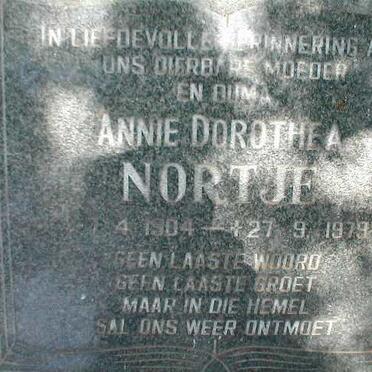 IN LIEFDEVOLLE HERINNERING A
ONS DIERBARE MOEDER
EN OUMA
ANNIE DOROTHEA
NORTJE
4. 1904 — † 27. 9. 1979
GEEN LAASTE WOORD
GEEN LAASTE GROET
MAAR IN DIE HEMEL
SAL ONS WEER ONTMOET